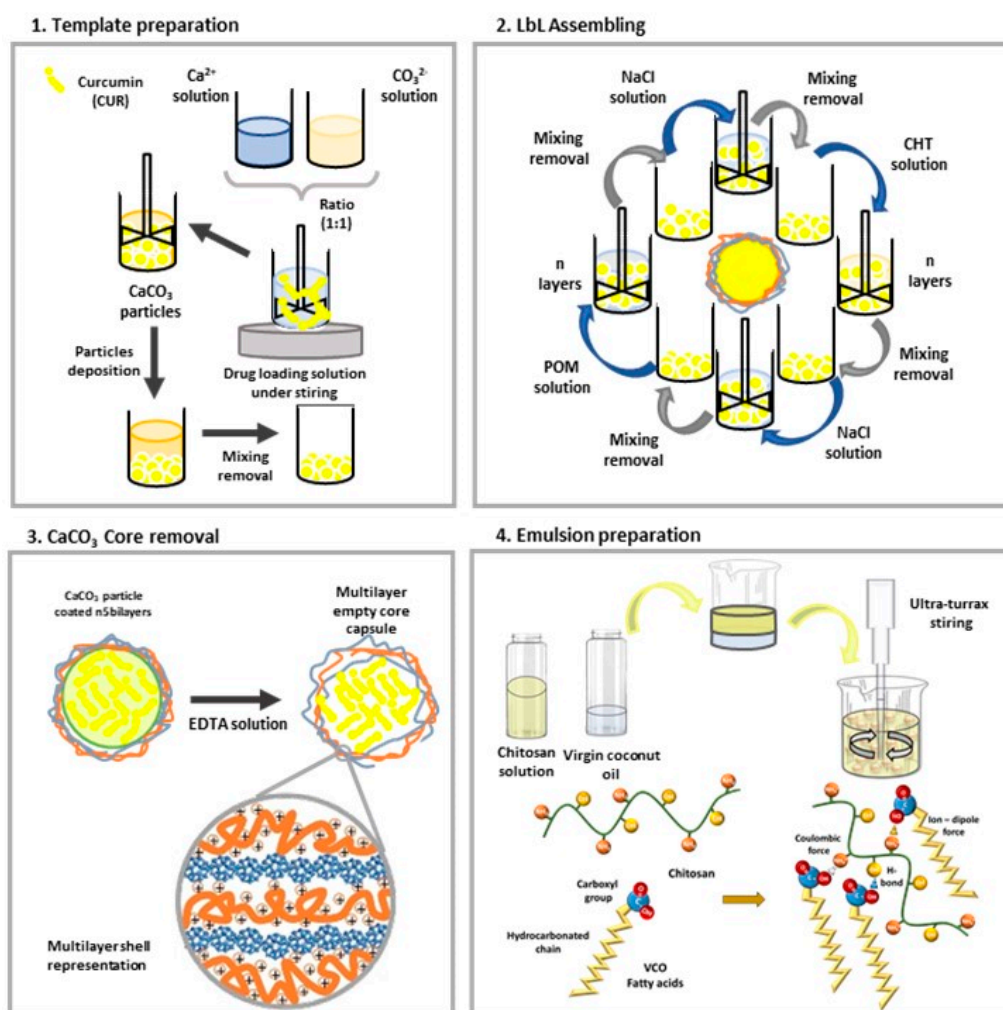 1. Template preparation
Curcumin
(CUR)
Ca²⁺
solution
CO₃²⁻
solution
Ratio
(1:1)
CaCO₃
particles
Particles
deposition
Drug loading solution
under stiring
Mixing
removal
2. LbL Assembling
NaCl
solution
Mixing
removal
Mixing
removal
CHT
solution
n
layers
n
layers
POM
solution
Mixing
removal
Mixing
removal
NaCl
solution
3. CaCO₃ Core removal
CaCO₃ particle
coated n5bilayers
Multilayer
empty core
capsule
EDTA solution
Multilayer shell
representation
4. Emulsion preparation
Ultra-turrax
stiring
Chitosan
solution
Virgin coconut
oil
Chitosan
Carboxyl
group
Hydrocarbonated
chain
VCO
Fatty acids
Coulombic
force
Ion – dipole
force
H-
bond